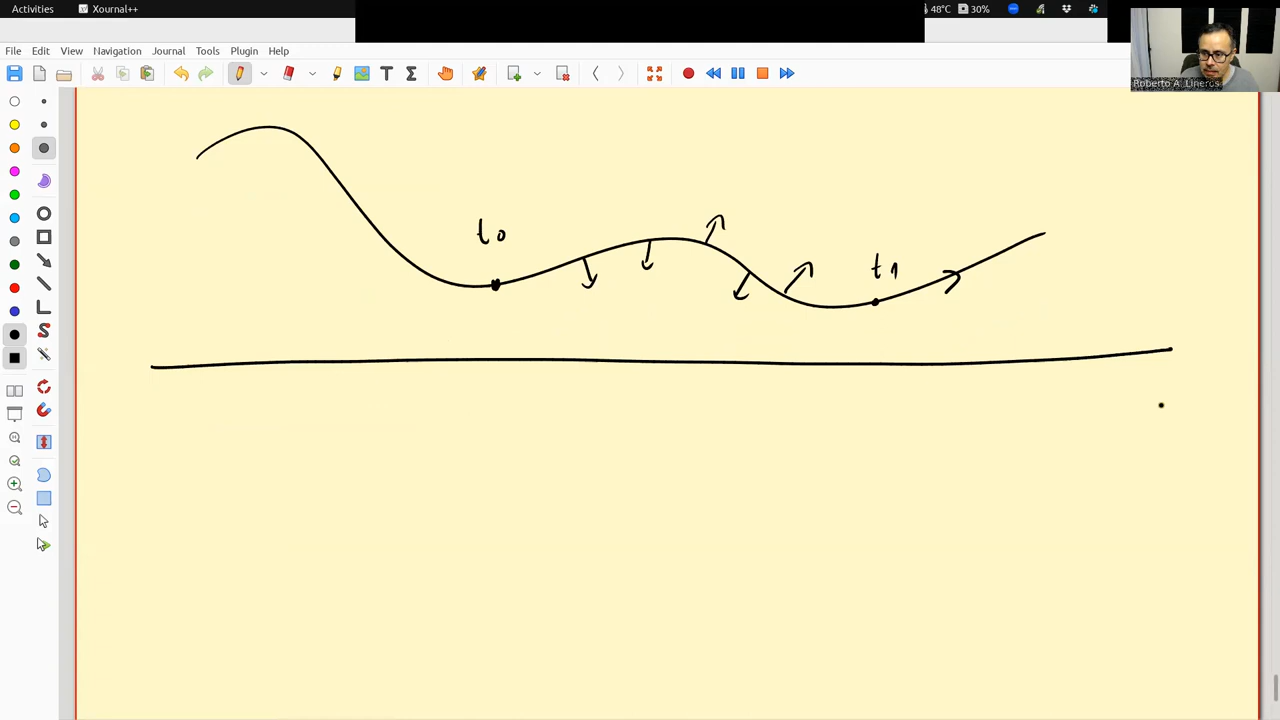 Activities Xournal++ 48°C 30%
File Edit View Navigation Journal Tools Plugin Help
Roberto A. Lineros
t0
t1